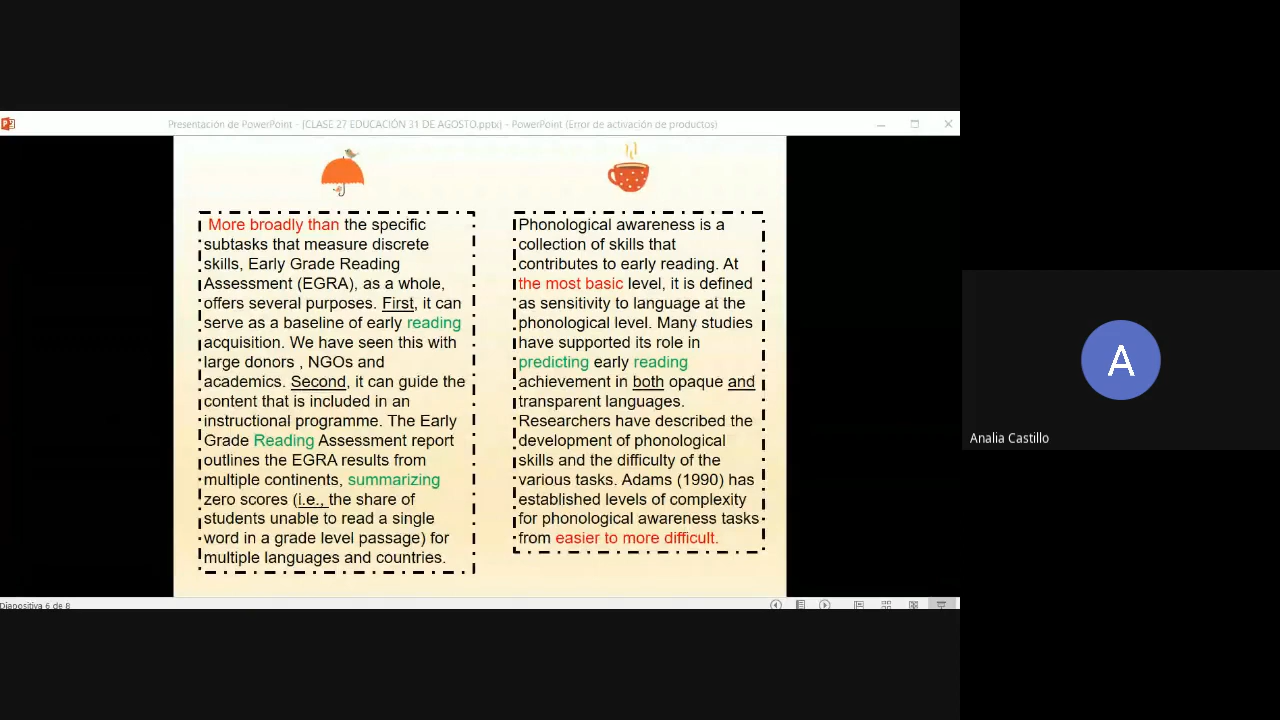 Presentación de PowerPoint - [CLASE 27 EDUCACIÓN 31 DE AGOSTO.pptx] - PowerPoint (Error de activación de productos)
More broadly than the specific
subtasks that measure discrete
skills, Early Grade Reading
Assessment (EGRA), as a whole,
offers several purposes. First, it can
serve as a baseline of early reading
acquisition. We have seen this with
large donors , NGOs and
academics. Second, it can guide the
content that is included in an
instructional programme. The Early
Grade Reading Assessment report
outlines the EGRA results from
multiple continents, summarizing
zero scores (i.e., the share of
students unable to read a single
word in a grade level passage) for
multiple languages and countries.
Phonological awareness is a
collection of skills that
contributes to early reading. At
the most basic level, it is defined
as sensitivity to language at the
phonological level. Many studies
have supported its role in
predicting early reading
achievement in both opaque and
transparent languages.
Researchers have described the
development of phonological
skills and the difficulty of the
various tasks. Adams (1990) has
established levels of complexity
for phonological awareness tasks
from easier to more difficult.
Diapositiva 6 de 8
A
Analia Castillo